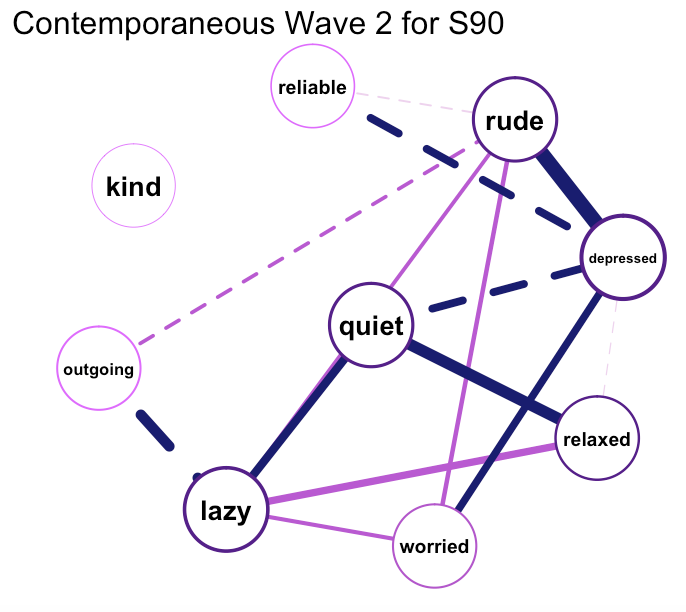 Contemporaneous Wave 2 for S90
reliable
rude
kind
depressed
quiet
outgoing
relaxed
lazy
worried